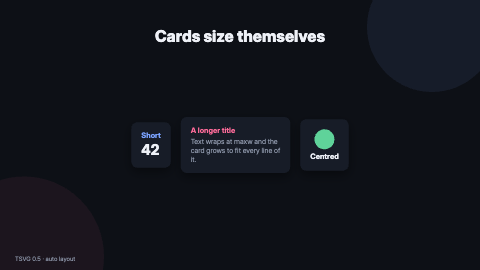 Cards size themselves
Short
42
A longer title
Text wraps at maxw and the
card grows to fit every line of
it.
Centred
TSVG 0.5 · auto layout